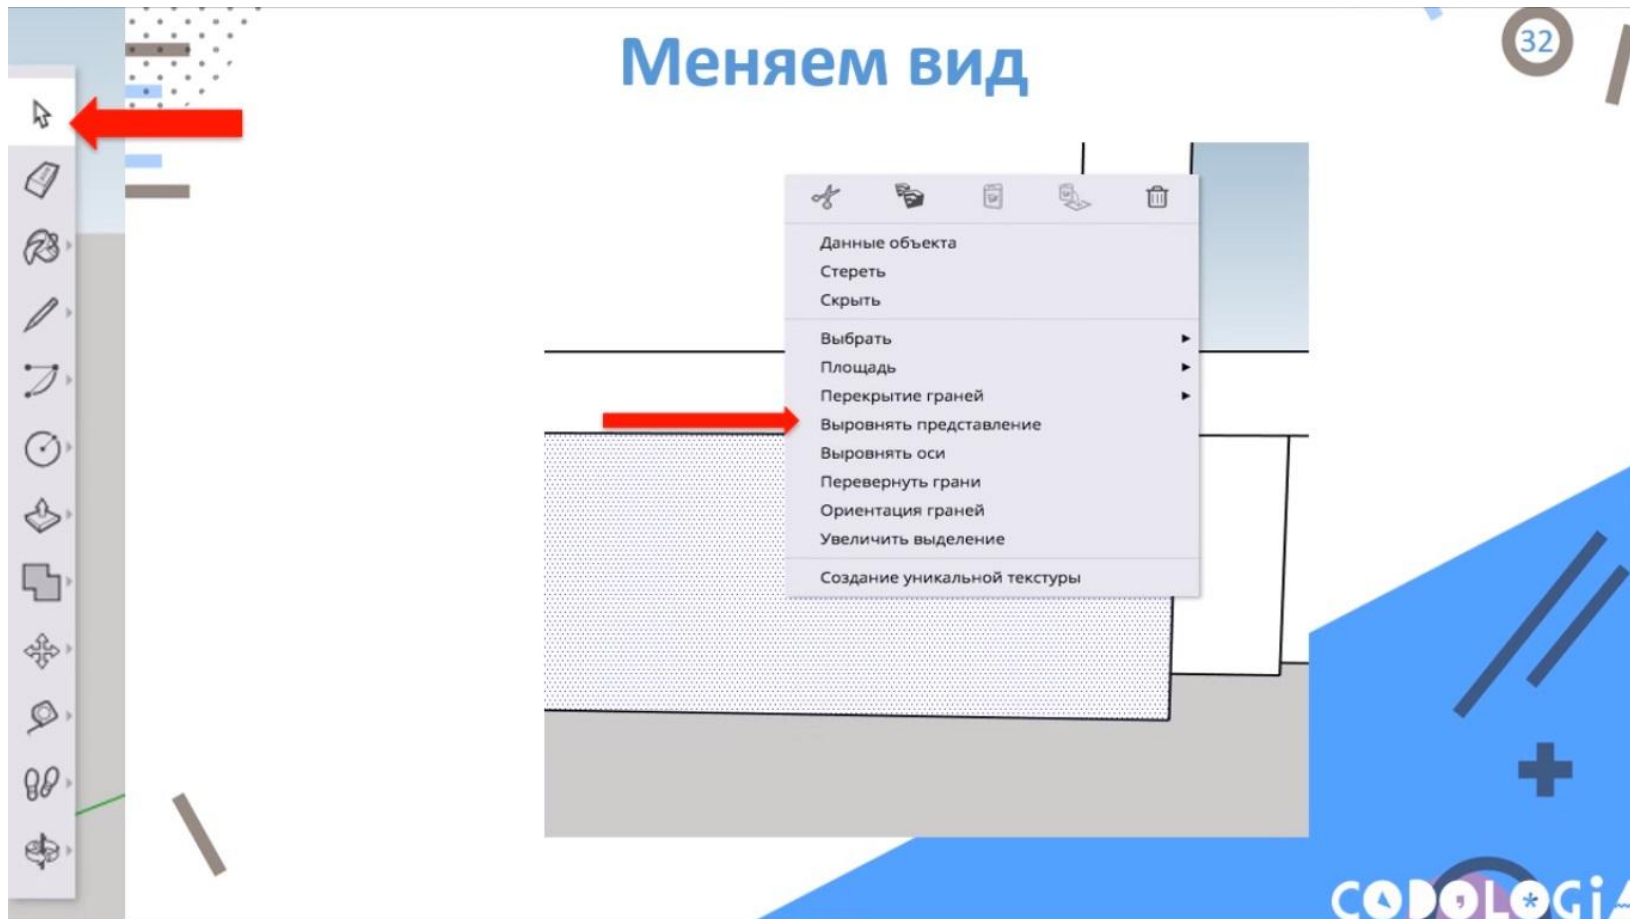 Меняем вид
32
Данные объекта
Стереть
Скрыть
Выбрать
Площадь
Перекрытие граней
Выровнять представление
Выровнять оси
Перевернуть грани
Ориентация граней
Увеличить выделение
Создание уникальной текстуры
CODOLOGiA